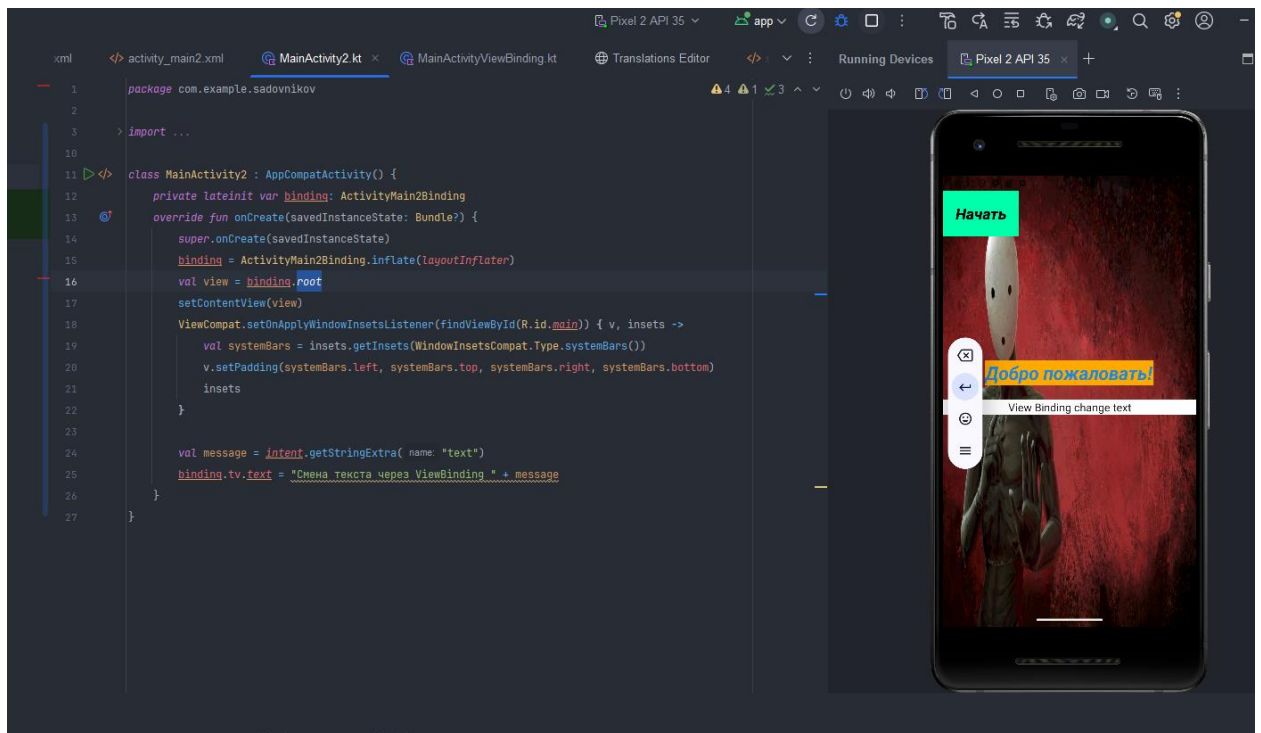 Pixel 2 API 35 app
xml activity_main2.xml MainActivity2.kt MainActivityViewBinding.kt Translations Editor
Running Devices Pixel 2 API 35
4 1 3
1 package com.example.sadovnikov
2
3 import ...
10
11 class MainActivity2 : AppCompatActivity() {
12 private lateinit var binding: ActivityMain2Binding
13 override fun onCreate(savedInstanceState: Bundle?) {
14 super.onCreate(savedInstanceState)
15 binding = ActivityMain2Binding.inflate(layoutInflater)
16 val view = binding.root
17 setContentView(view)
18 ViewCompat.setOnApplyWindowInsetsListener(findViewById(R.id.main)) { v, insets ->
19 val systemBars = insets.getInsets(WindowInsetsCompat.Type.systemBars())
20 v.setPadding(systemBars.left, systemBars.top, systemBars.right, systemBars.bottom)
21 insets
22 }
23
24 val message = intent.getStringExtra( name: "text")
25 binding.tv.text = "Смена текста через ViewBinding " + message
26 }
27 }
Начать
Добро пожаловать!
View Binding change text